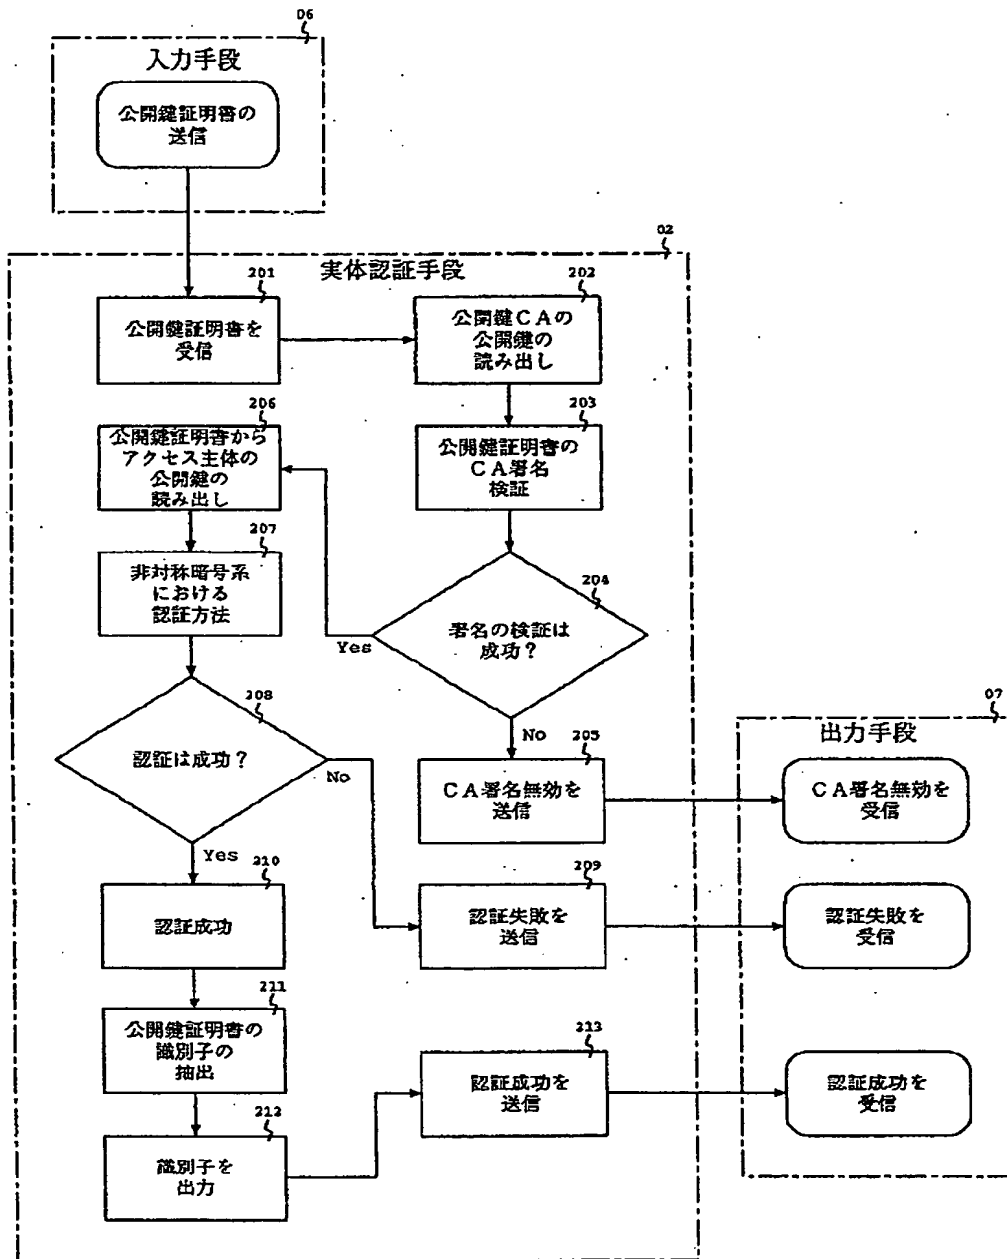 06
入力手段
公開鍵証明書の
送信
02
実体認証手段
201
公開鍵証明書を
受信
202
公開鍵CAの
公開鍵の
読み出し
206
公開鍵証明書から
アクセス主体の
公開鍵の
読み出し
203
公開鍵証明書の
CA署名
検証
207
非対称暗号系
における
認証方法
204
署名の検証は
成功?
Yes
No
208
認証は成功?
No
Yes
205
CA署名無効を
送信
07
出力手段
CA署名無効を
受信
210
認証成功
209
認証失敗を
送信
認証失敗を
受信
211
公開鍵証明書の
識別子の
抽出
213
認証成功を
送信
認証成功を
受信
212
識別子を
出力